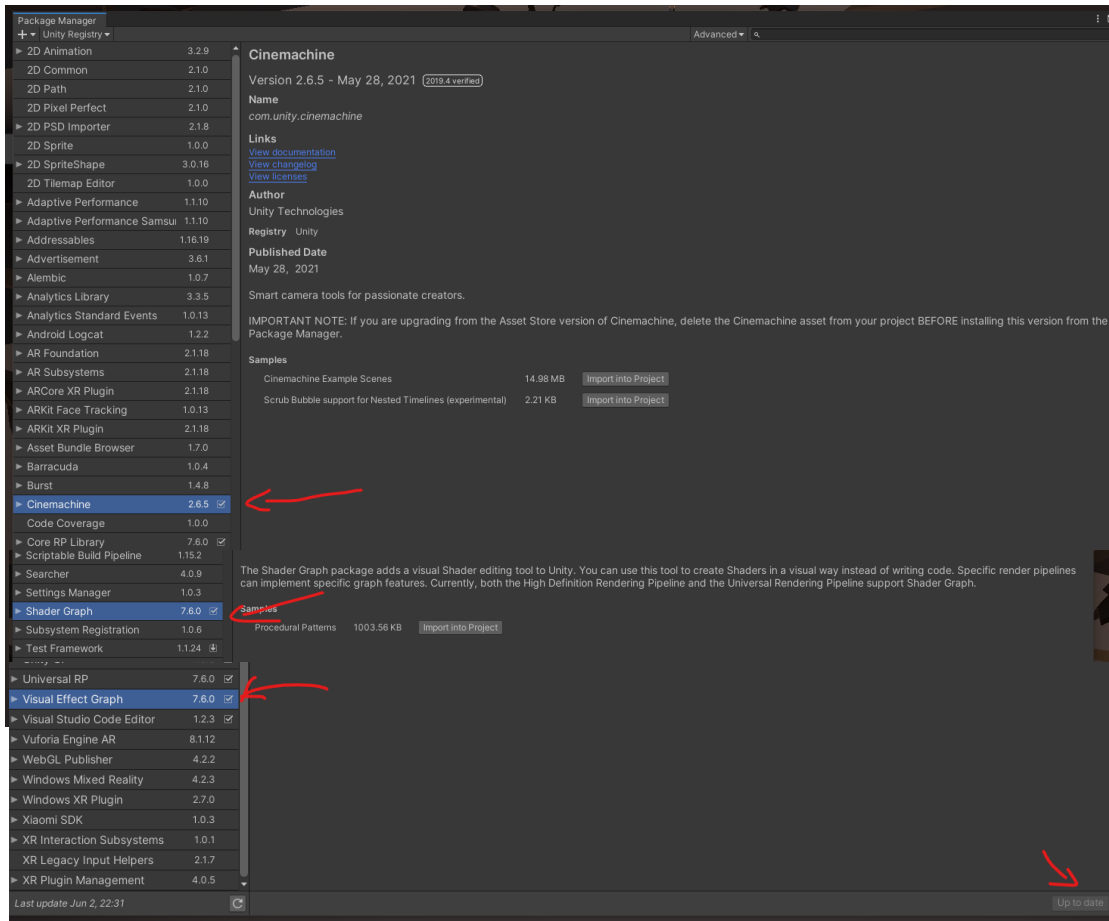 Package Manager
+ Unity Registry
Advanced
2D Animation 3.2.9
2D Common 2.1.0
2D Path 2.1.0
2D Pixel Perfect 2.1.0
2D PSD Importer 2.1.8
2D Sprite 1.0.0
2D SpriteShape 3.0.16
2D Tilemap Editor 1.0.0
Adaptive Performance 1.1.10
Adaptive Performance Samsu 1.1.10
Addressables 1.16.19
Advertisement 3.6.1
Alembic 1.0.7
Analytics Library 3.3.5
Analytics Standard Events 1.0.13
Android Logcat 1.2.2
AR Foundation 2.1.18
AR Subsystems 2.1.18
ARCore XR Plugin 2.1.18
ARKit Face Tracking 1.0.13
ARKit XR Plugin 2.1.18
Asset Bundle Browser 1.7.0
Barracuda 1.0.4
Burst 1.4.8
Cinemachine 2.6.5
Code Coverage 1.0.0
Core RP Library 7.6.0
Cinemachine
Version 2.6.5 - May 28, 2021 2019.4 verified
Name
com.unity.cinemachine
Links
View documentation
View changelog
View licenses
Author
Unity Technologies
Registry Unity
Published Date
May 28, 2021
Smart camera tools for passionate creators.
IMPORTANT NOTE: If you are upgrading from the Asset Store version of Cinemachine, delete the Cinemachine asset from your project BEFORE installing this version from the
Package Manager.
Samples
Cinemachine Example Scenes 14.98 MB Import into Project
Scrub Bubble support for Nested Timelines (experimental) 2.21 KB Import into Project
Scriptable Build Pipeline 1.15.2
Searcher 4.0.9
Settings Manager 1.0.3
Shader Graph 7.6.0
Subsystem Registration 1.0.6
Test Framework 1.1.24
The Shader Graph package adds a visual Shader editing tool to Unity. You can use this tool to create Shaders in a visual way instead of writing code. Specific render pipelines
can implement specific graph features. Currently, both the High Definition Rendering Pipeline and the Universal Rendering Pipeline support Shader Graph.
Samples
Procedural Patterns 1003.56 KB Import into Project
Universal RP 7.6.0
Visual Effect Graph 7.6.0
Visual Studio Code Editor 1.2.3
Vuforia Engine AR 8.1.12
WebGL Publisher 4.2.2
Windows Mixed Reality 4.2.3
Windows XR Plugin 2.7.0
Xiaomi SDK 1.0.3
XR Interaction Subsystems 1.0.1
XR Legacy Input Helpers 2.1.7
XR Plugin Management 4.0.5
Last update Jun 2, 22:31
Up to date